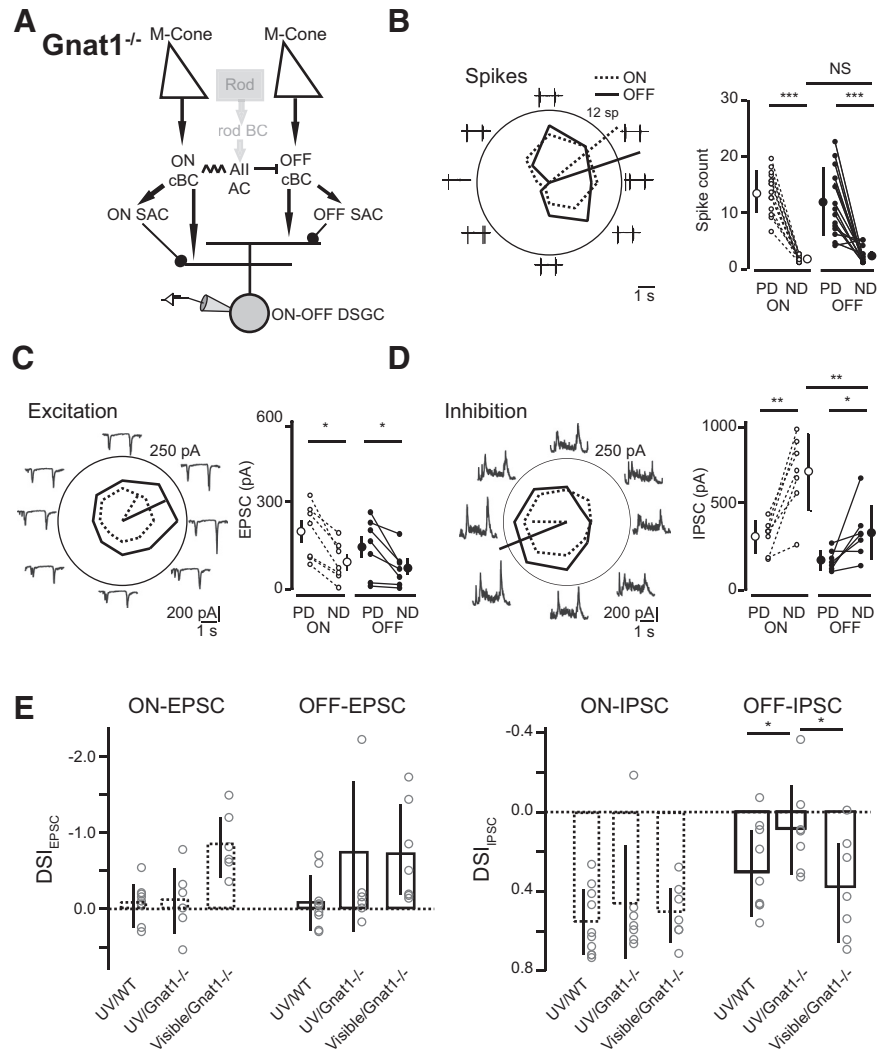 A
Gnat1-/-
M-Cone
M-Cone
Rod
rod BC
ON
cBC
AII
AC
OFF
cBC
ON SAC
OFF SAC
ON-OFF DSGC
B
Spikes
ON
OFF
12 sp
1 s
NS
***
***
30
20
10
0
Spike count
PD ND
ON
PD ND
OFF
C
Excitation
250 pA
200 pA
1 s
600
300
0
EPSC (pA)
*
*
PD ND
ON
PD ND
OFF
D
Inhibition
250 pA
200 pA
1 s
**
**
*
1000
500
0
IPSC (pA)
PD ND
ON
PD ND
OFF
E
ON-EPSC
OFF-EPSC
-2.0
-1.0
0.0
DSIEPSC
UV/WT
UV/Gnat1-/-
Visible/Gnat1-/-
UV/WT
UV/Gnat1-/-
Visible/Gnat1-/-
ON-IPSC
OFF-IPSC
*
*
-0.4
0.0
0.4
0.8
DSIIPSC
UV/WT
UV/Gnat1-/-
Visible/Gnat1-/-
UV/WT
UV/Gnat1-/-
Visible/Gnat1-/-